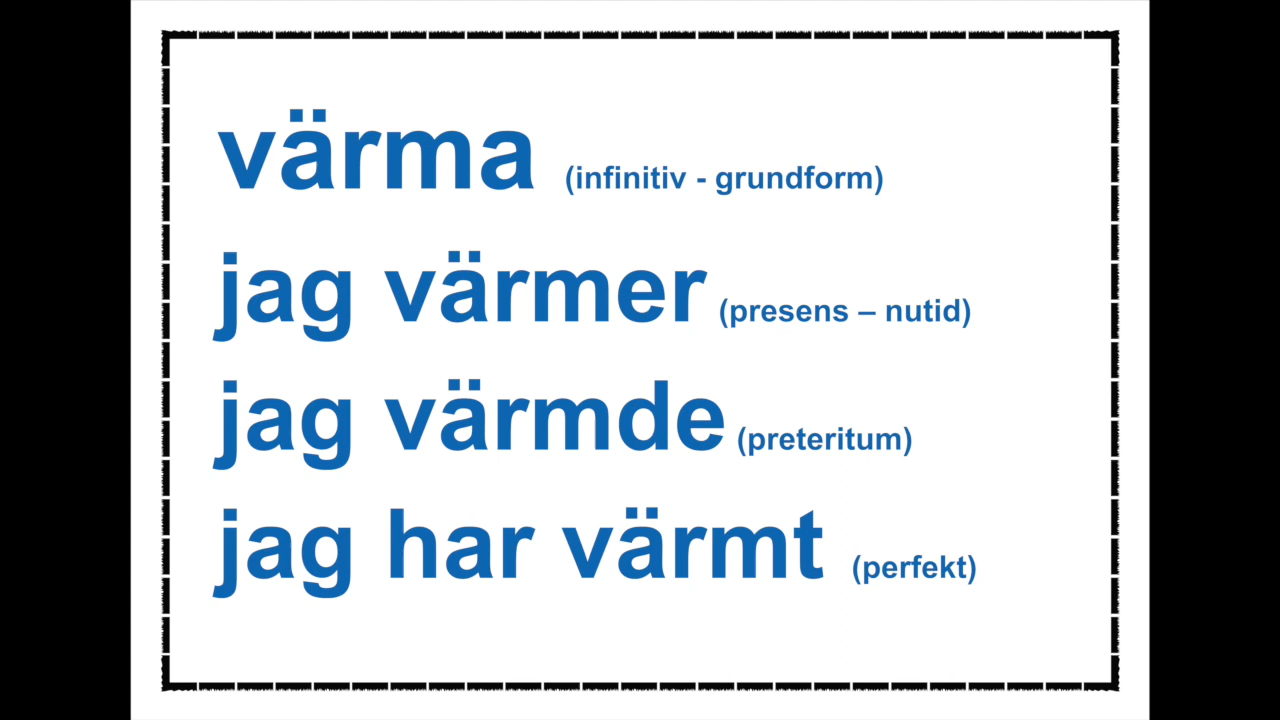 värma (infinitiv - grundform)
jag värmer (presens – nutid)
jag värmde (preteritum)
jag har värmt (perfekt)